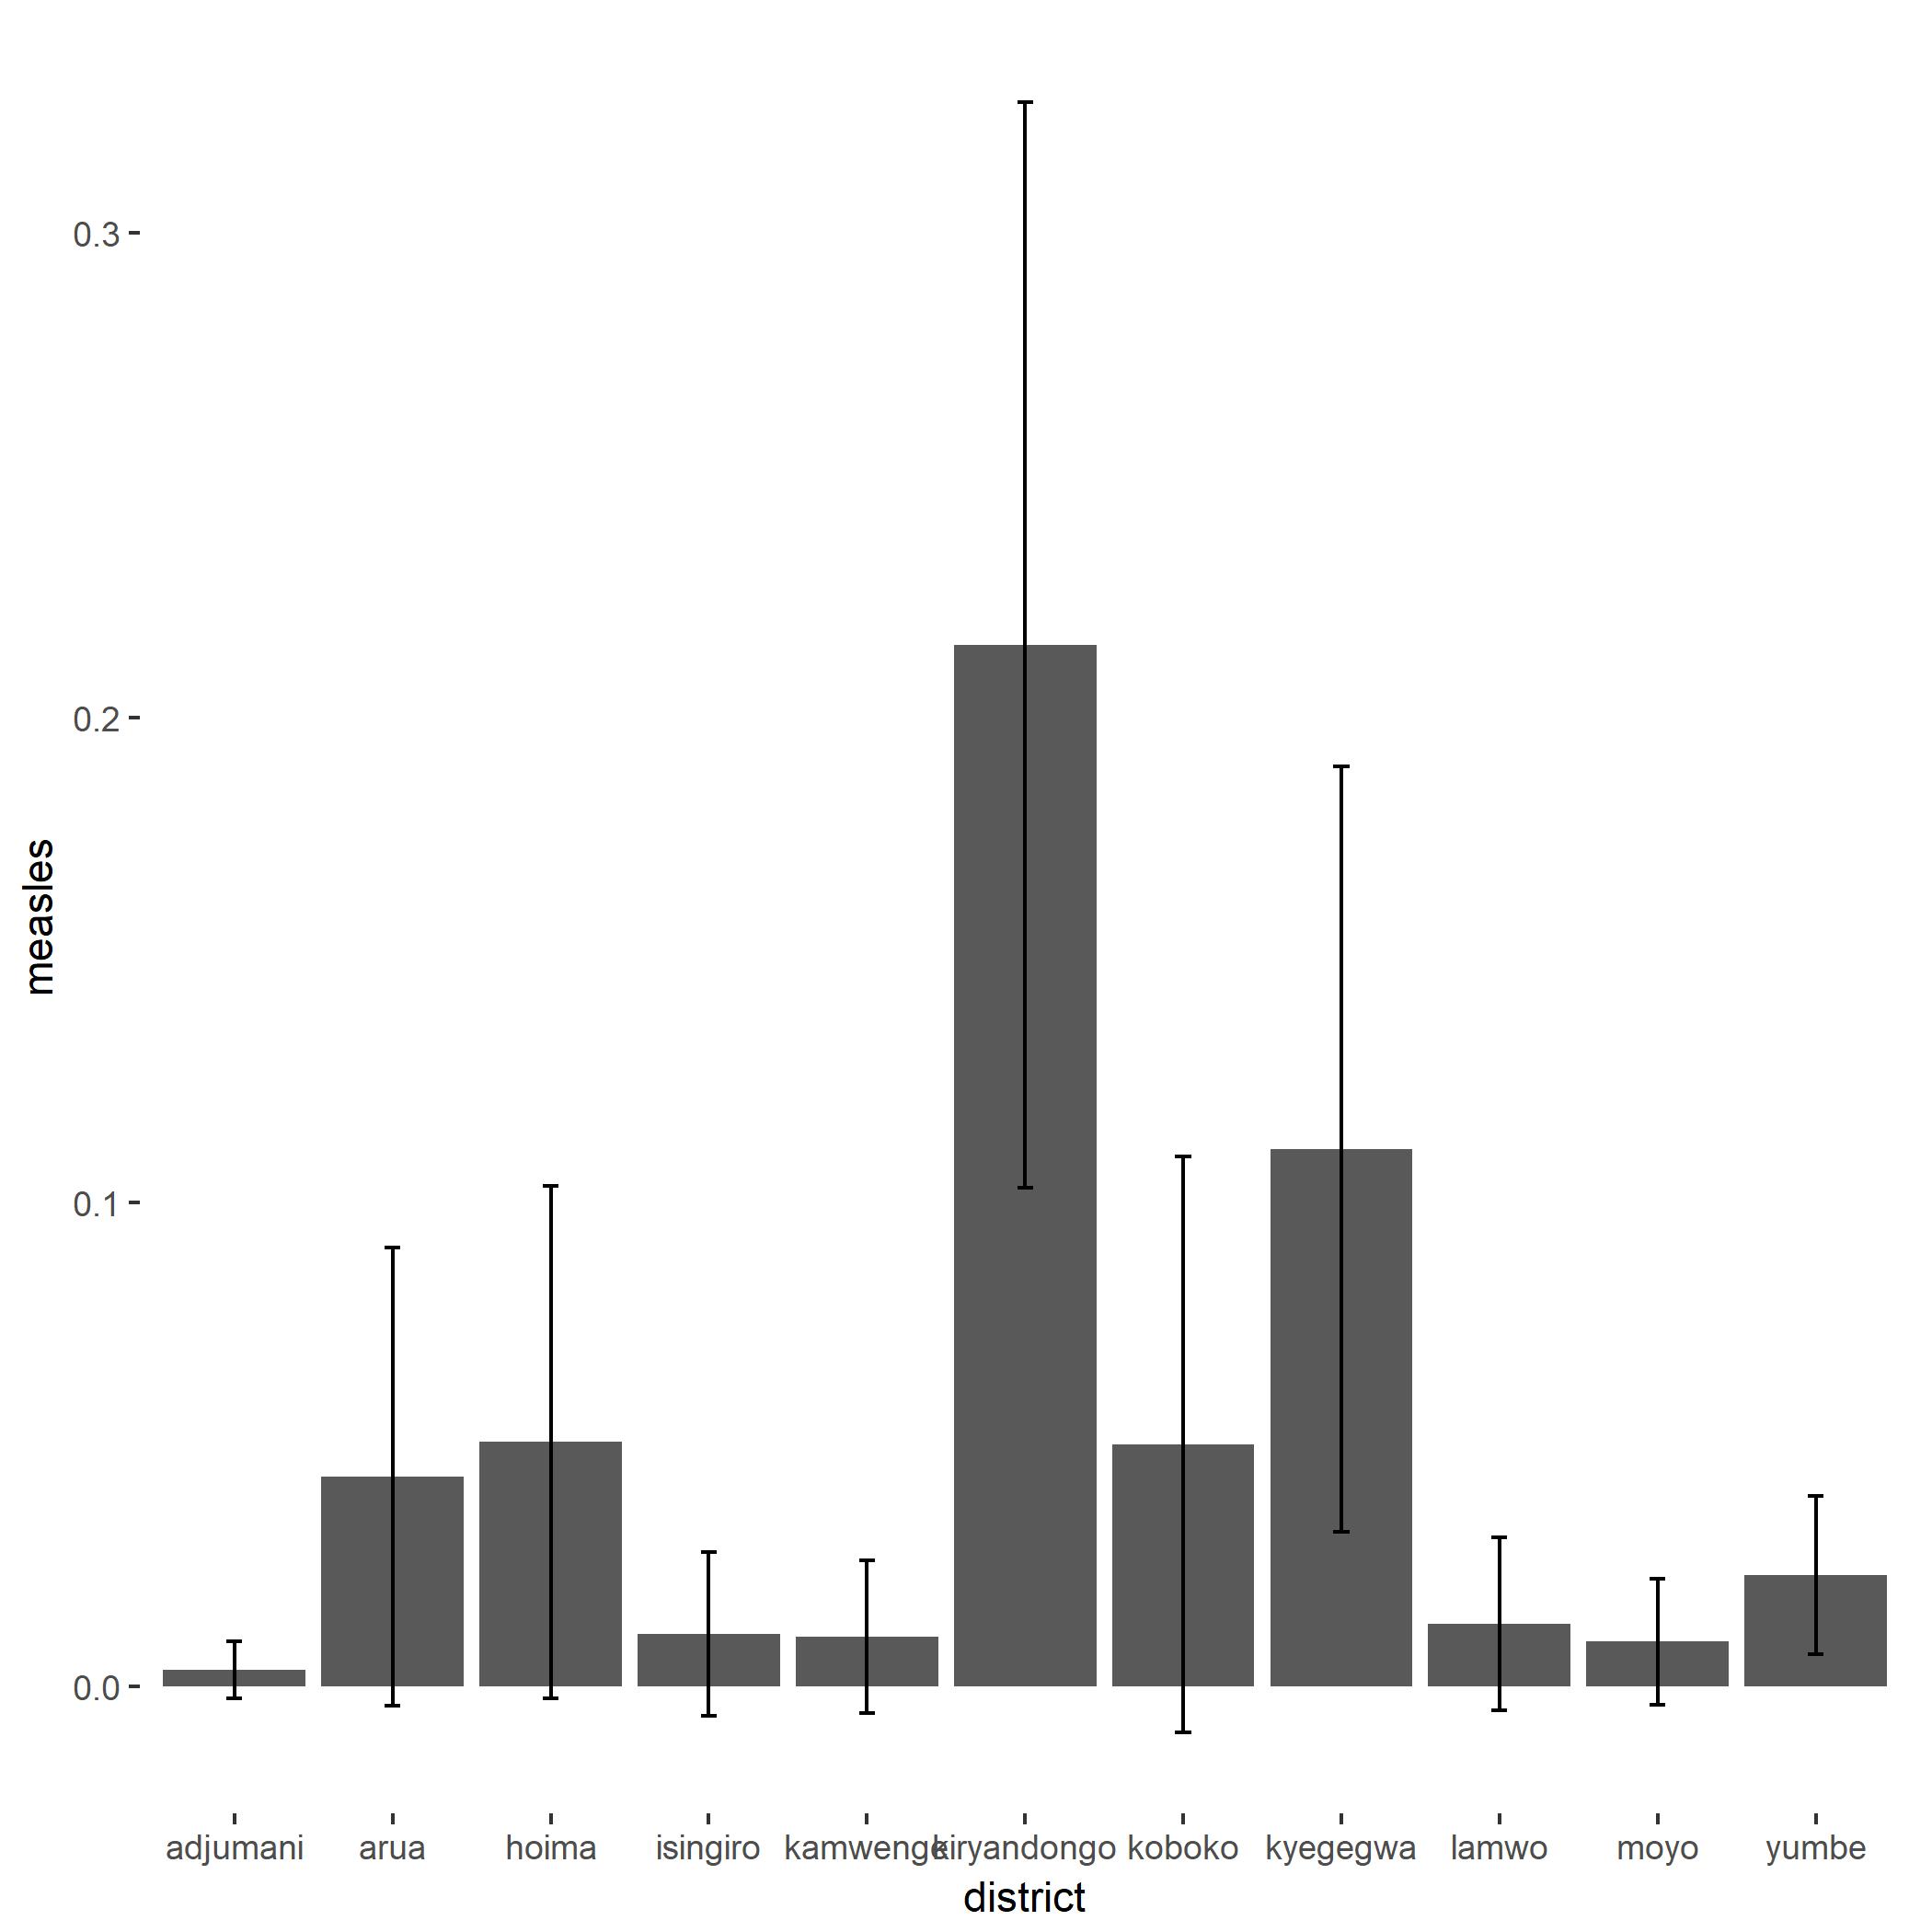 measles
0.3
0.2
0.1
0.0
adjumani arua hoima isingiro kamwenge kiryandongo koboko kyegegwa lamwo moyo yumbe
district